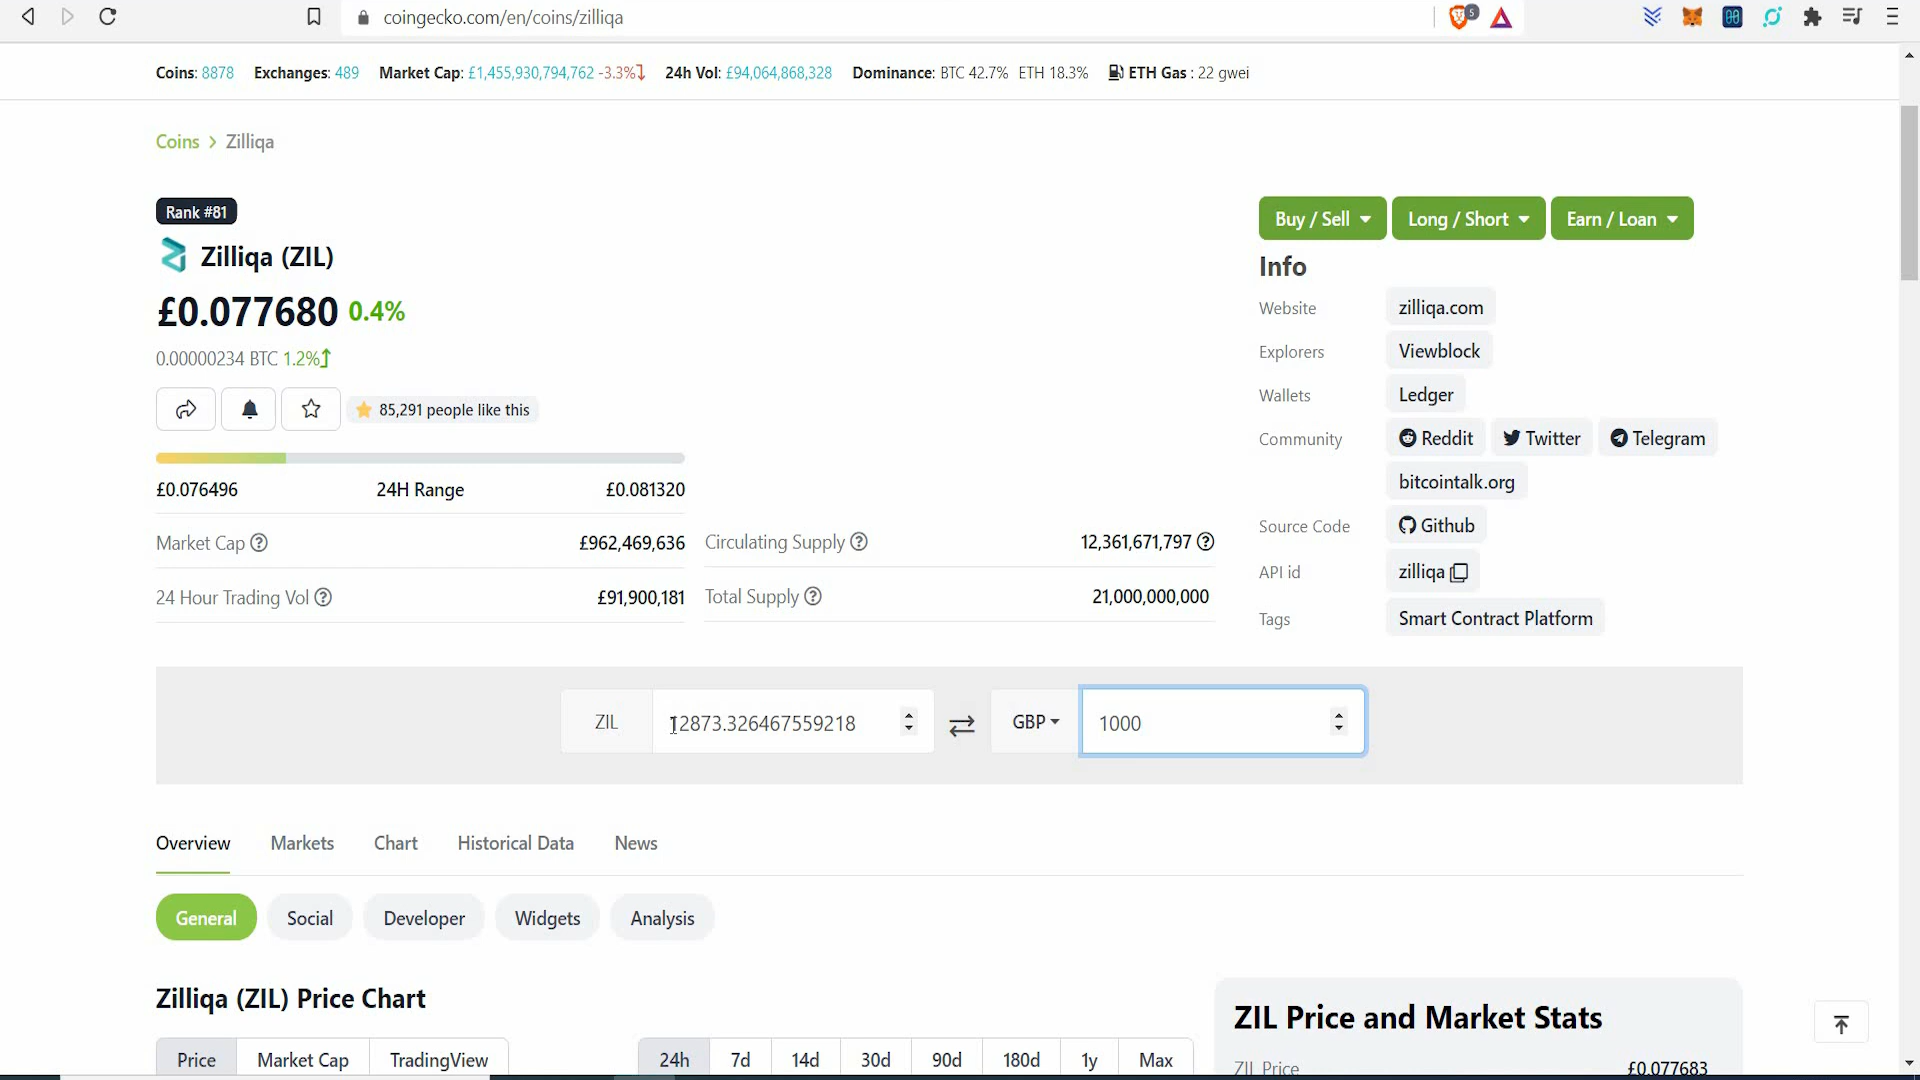 coingecko.com/en/coins/zilliqa
5
Coins: 8878 Exchanges: 489 Market Cap: £1,455,930,794,762 -3.3% 24h Vol: £94,064,868,328 Dominance: BTC 42.7% ETH 18.3% ETH Gas : 22 gwei
Coins > Zilliqa
Rank #81
Zilliqa (ZIL)
£0.077680 0.4%
0.00000234 BTC 1.2%
85,291 people like this
£0.076496 24H Range £0.081320
Market Cap £962,469,636
24 Hour Trading Vol £91,900,181
Circulating Supply 12,361,671,797
Total Supply 21,000,000,000
Buy / Sell Long / Short Earn / Loan
Info
Website zilliqa.com
Explorers Viewblock
Wallets Ledger
Community Reddit Twitter Telegram
bitcointalk.org
Source Code Github
API id zilliqa
Tags Smart Contract Platform
ZIL 12873.326467559218 GBP 1000
Overview Markets Chart Historical Data News
General Social Developer Widgets Analysis
Zilliqa (ZIL) Price Chart
Price Market Cap TradingView 24h 7d 14d 30d 90d 180d 1y Max
ZIL Price and Market Stats
ZIL Price £0.077683